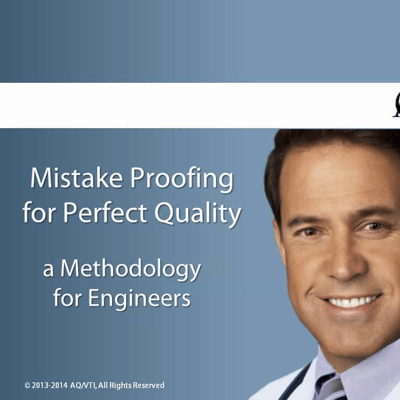 Mistake Proofing
for Perfect Quality
a Methodology
for Engineers
© 2013-2014 AQ/VTI, All Rights Reserved